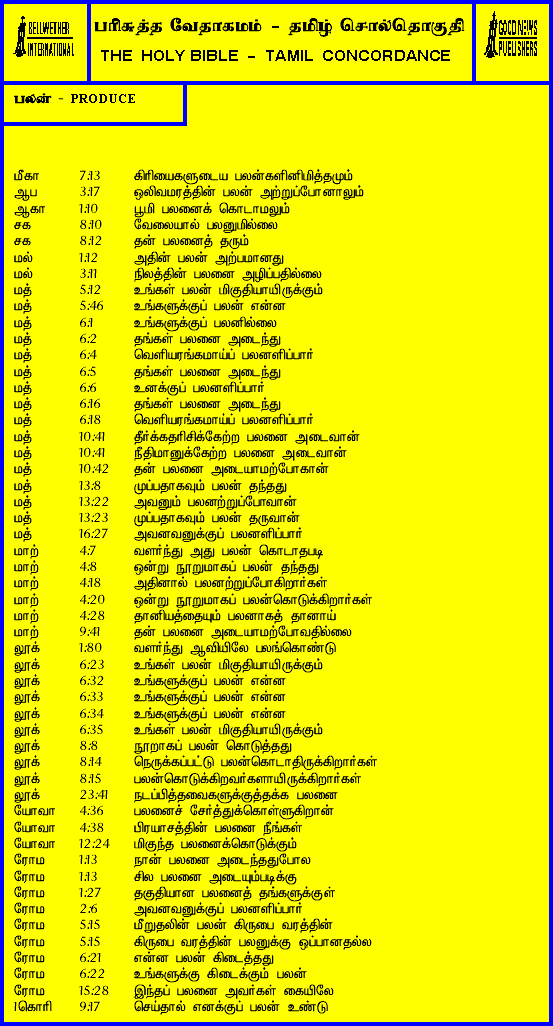 BELLWETHER
INTERNATIONAL
பரிசுத்த வேதாகமம் - தமிழ் சொல்தொகுதி
THE HOLY BIBLE - TAMIL CONCORDANCE
GOOD NEWS
PUBLISHERS
பலன் - PRODUCE
மீகா 7:13 கிரியைகளுடைய பலன்களினிமித்தமும்
ஆப 3:17 ஒலிவமரத்தின் பலன் அற்றுப்போனாலும்
ஆகா 1:10 பூமி பலனைக் கொடாமலும்
சக 8:10 வேலையால் பலனுமில்லை
சக 8:12 தன் பலனைத் தரும்
மல் 1:12 அதின் பலன் அற்பமானது
மல் 3:11 நிலத்தின் பலனை அழிப்பதில்லை
மத் 5:12 உங்கள் பலன் மிகுதியாயிருக்கும்
மத் 5:46 உங்களுக்குப் பலன் என்ன
மத் 6:1 உங்களுக்குப் பலனில்லை
மத் 6:2 தங்கள் பலனை அடைந்து
மத் 6:4 வெளியரங்கமாய்ப் பலனளிப்பார்
மத் 6:5 தங்கள் பலனை அடைந்து
மத் 6:6 உனக்குப் பலனளிப்பார்
மத் 6:16 தங்கள் பலனை அடைந்து
மத் 6:18 வெளியரங்கமாய்ப் பலனளிப்பார்
மத் 10:41 தீர்க்கதரிசிக்கேற்ற பலனை அடைவான்
மத் 10:41 நீதிமானுக்கேற்ற பலனை அடைவான்
மத் 10:42 தன் பலனை அடையாமற்போகான்
மத் 13:8 முப்பதாகவும் பலன் தந்தது
மத் 13:22 அவனும் பலனற்றுப்போவான்
மத் 13:23 முப்பதாகவும் பலன் தருவான்
மத் 16:27 அவனவனுக்குப் பலனளிப்பார்
மாற் 4:7 வளர்ந்து அது பலன் கொடாதபடி
மாற் 4:8 ஒன்று நூறுமாகப் பலன் தந்தது
மாற் 4:18 அதினால் பலனற்றுப்போகிறார்கள்
மாற் 4:20 ஒன்று நூறுமாகப் பலன்கொடுக்கிறார்கள்
மாற் 4:28 தானியத்தையும் பலனாகத் தானாய்
மாற் 9:41 தன் பலனை அடையாமற்போவதில்லை
லூக் 1:80 வளர்ந்து ஆவியிலே பலங்கொண்டு
லூக் 6:23 உங்கள் பலன் மிகுதியாயிருக்கும்
லூக் 6:32 உங்களுக்குப் பலன் என்ன
லூக் 6:33 உங்களுக்குப் பலன் என்ன
லூக் 6:34 உங்களுக்குப் பலன் என்ன
லூக் 6:35 உங்கள் பலன் மிகுதியாயிருக்கும்
லூக் 8:8 நூறாகப் பலன் கொடுத்தது
லூக் 8:14 நெருக்கப்பட்டு பலன்கொடாதிருக்கிறார்கள்
லூக் 8:15 பலன்கொடுக்கிறவர்களாயிருக்கிறார்கள்
லூக் 23:41 நடப்பித்தவைகளுக்குத்தக்க பலனை
யோவா 4:36 பலனைச் சேர்த்துக்கொள்ளுகிறான்
யோவா 4:38 பிரயாசத்தின் பலனை நீங்கள்
யோவா 12:24 மிகுந்த பலனைக்கொடுக்கும்
ரோம 1:13 நான் பலனை அடைந்ததுபோல
ரோம 1:13 சில பலனை அடையும்படிக்கு
ரோம 1:27 தகுதியான பலனைத் தங்களுக்குள்
ரோம 2:6 அவனவனுக்குப் பலனளிப்பார்
ரோம 5:15 மீறுதலின் பலன் கிருபை வரத்தின்
ரோம 5:15 கிருபை வரத்தின் பலனுக்கு ஒப்பானதல்ல
ரோம 6:21 என்ன பலன் கிடைத்தது
ரோம 6:22 உங்களுக்கு கிடைக்கும் பலன்
ரோம 15:28 இந்தப் பலனை அவர்கள் கையிலே
1கொரி 9:17 செய்தால் எனக்குப் பலன் உண்டு